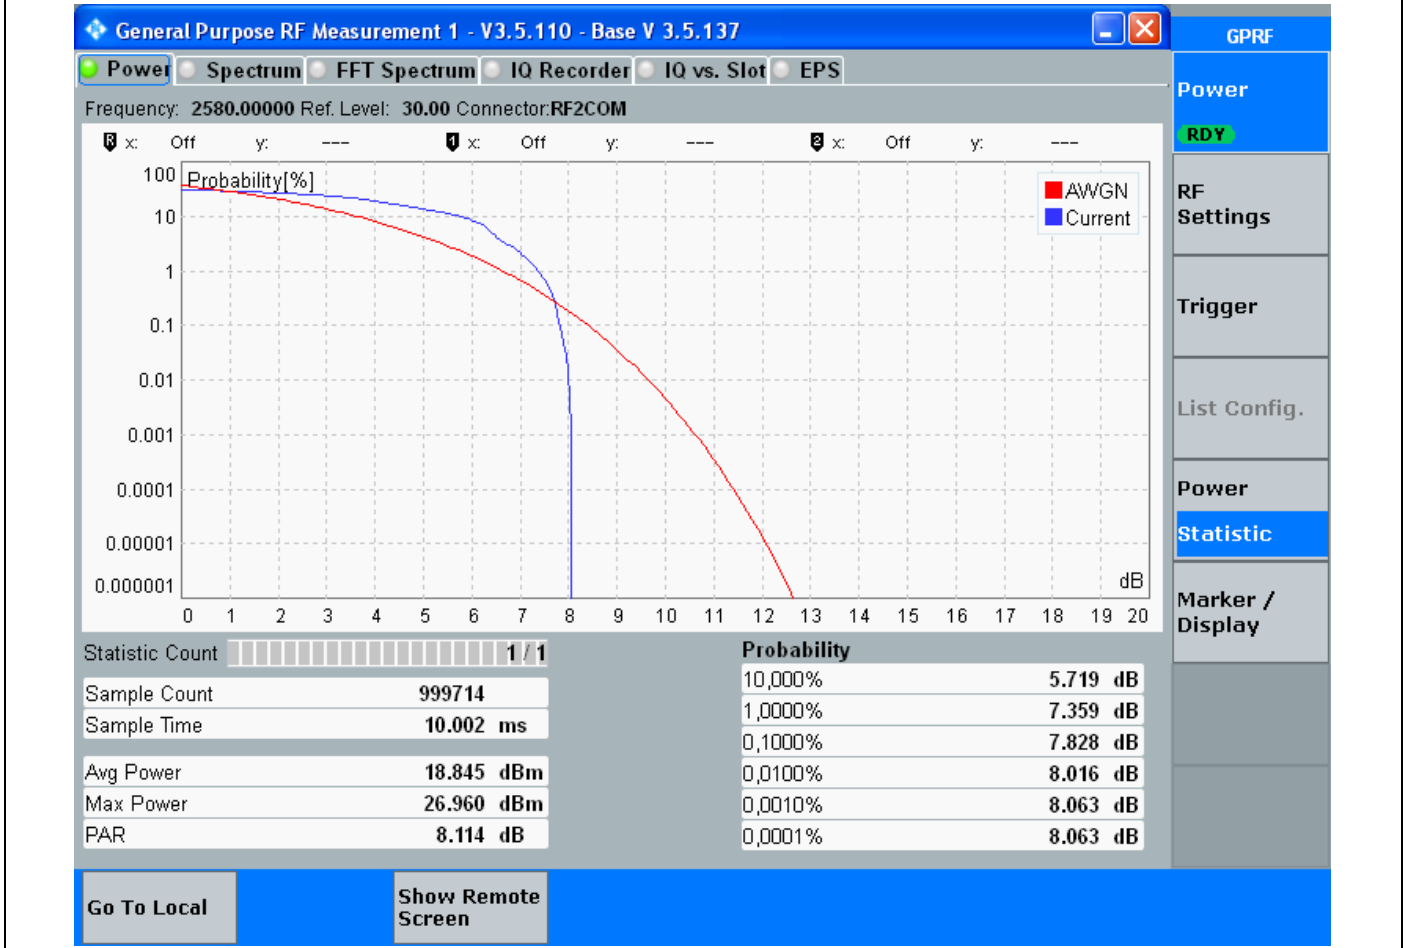 General Purpose RF Measurement 1 - V3.5.110 - Base V 3.5.137
GPRF
Power Spectrum FFT Spectrum IQ Recorder IQ vs. Slot EPS
Frequency: 2580.00000 Ref. Level: 30.00 Connector:RF2COM
R x: Off y: --- 1 x: Off y: --- 2 x: Off y: ---
Probability[%]
AWGN
Current
100
10
1
0.1
0.01
0.001
0.0001
0.00001
0.000001
dB
0 1 2 3 4 5 6 7 8 9 10 11 12 13 14 15 16 17 18 19 20
Statistic Count 1 / 1
Sample Count 999714
Sample Time 10.002 ms
Avg Power 18.845 dBm
Max Power 26.960 dBm
PAR 8.114 dB
Probability
10,000% 5.719 dB
1,0000% 7.359 dB
0,1000% 7.828 dB
0,0100% 8.016 dB
0,0010% 8.063 dB
0,0001% 8.063 dB
Power
RDY
RF
Settings
Trigger
List Config.
Power
Statistic
Marker /
Display
Go To Local
Show Remote
Screen